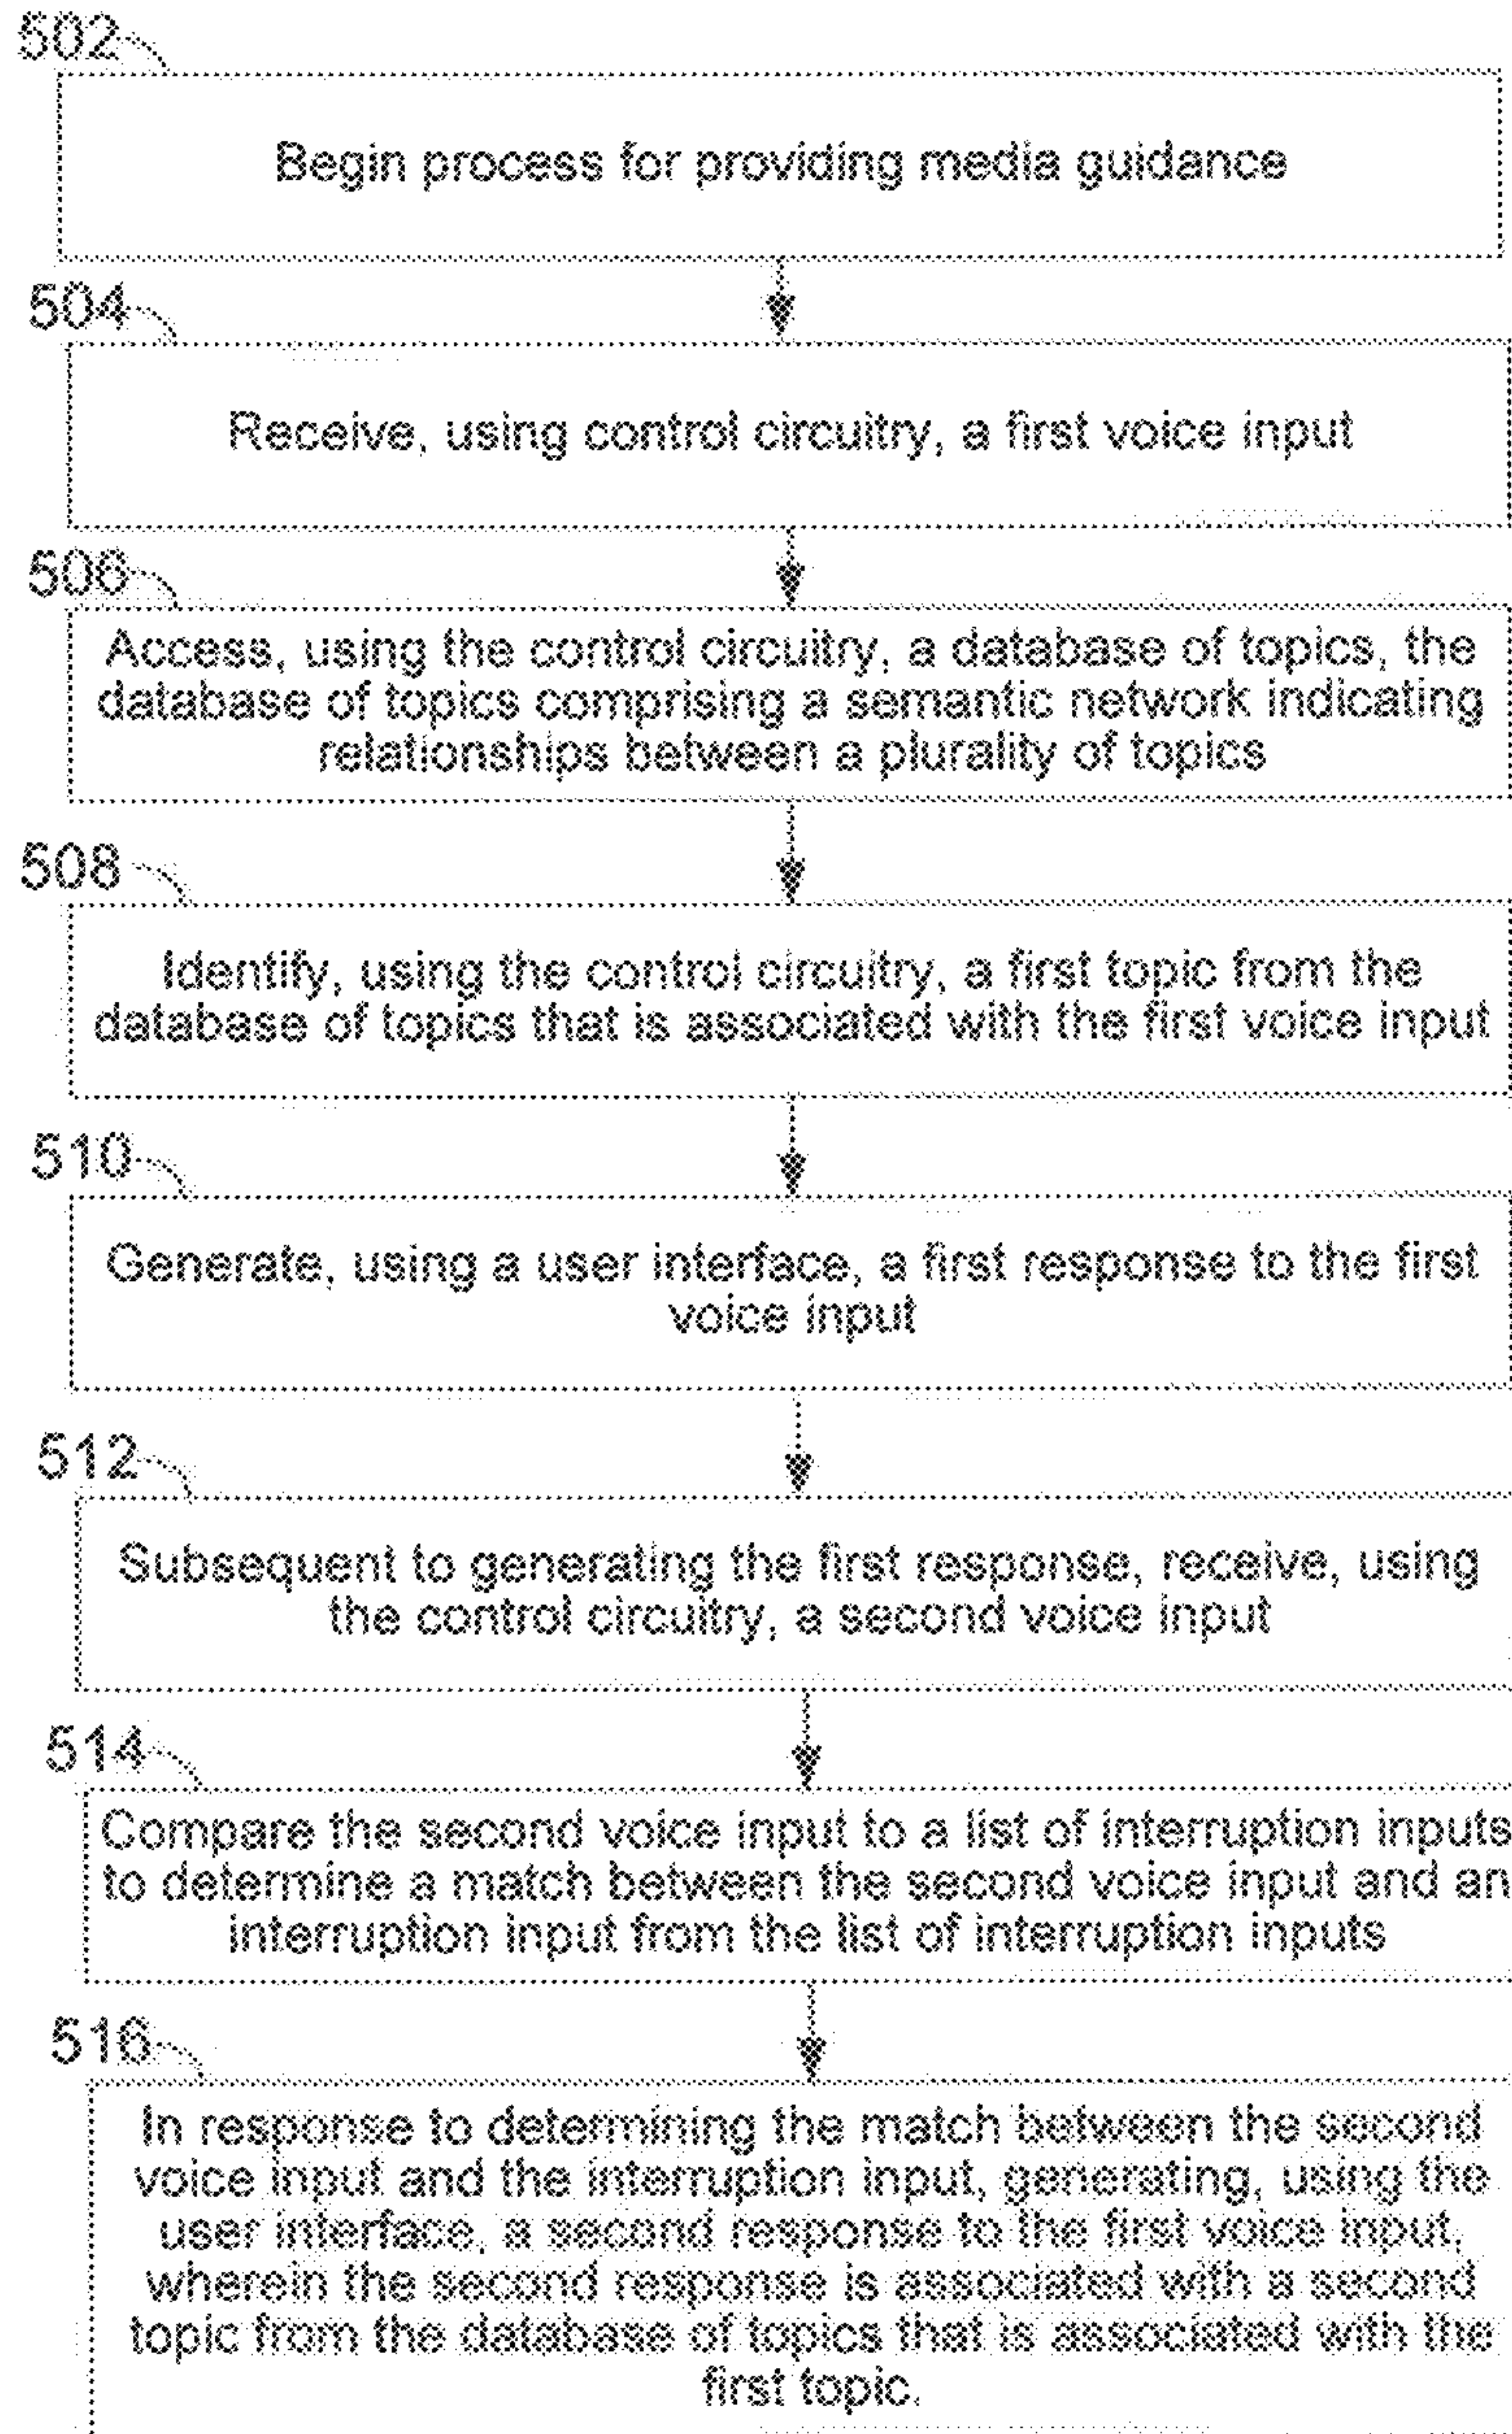 502
Begin process for providing media guidance
504
Receive, using control circuitry, a first voice input
506
Access, using the control circuitry, a database of topics, the
database of topics comprising a semantic network indicating
relationships between a plurality of topics
508
Identify, using the control circuitry, a first topic from the
database of topics that is associated with the first voice input
510
Generate, using a user interface, a first response to the first
voice input
512
Subsequent to generating the first response, receive, using
the control circuitry, a second voice input
514
Compare the second voice input to a list of interruption inputs
to determine a match between the second voice input and an
interruption input from the list of interruption inputs
516
In response to determining the match between the second
voice input and the interruption input, generating, using the
user interface, a second response to the first voice input,
wherein the second response is associated with a second
topic from the database of topics that is associated with the
first topic.